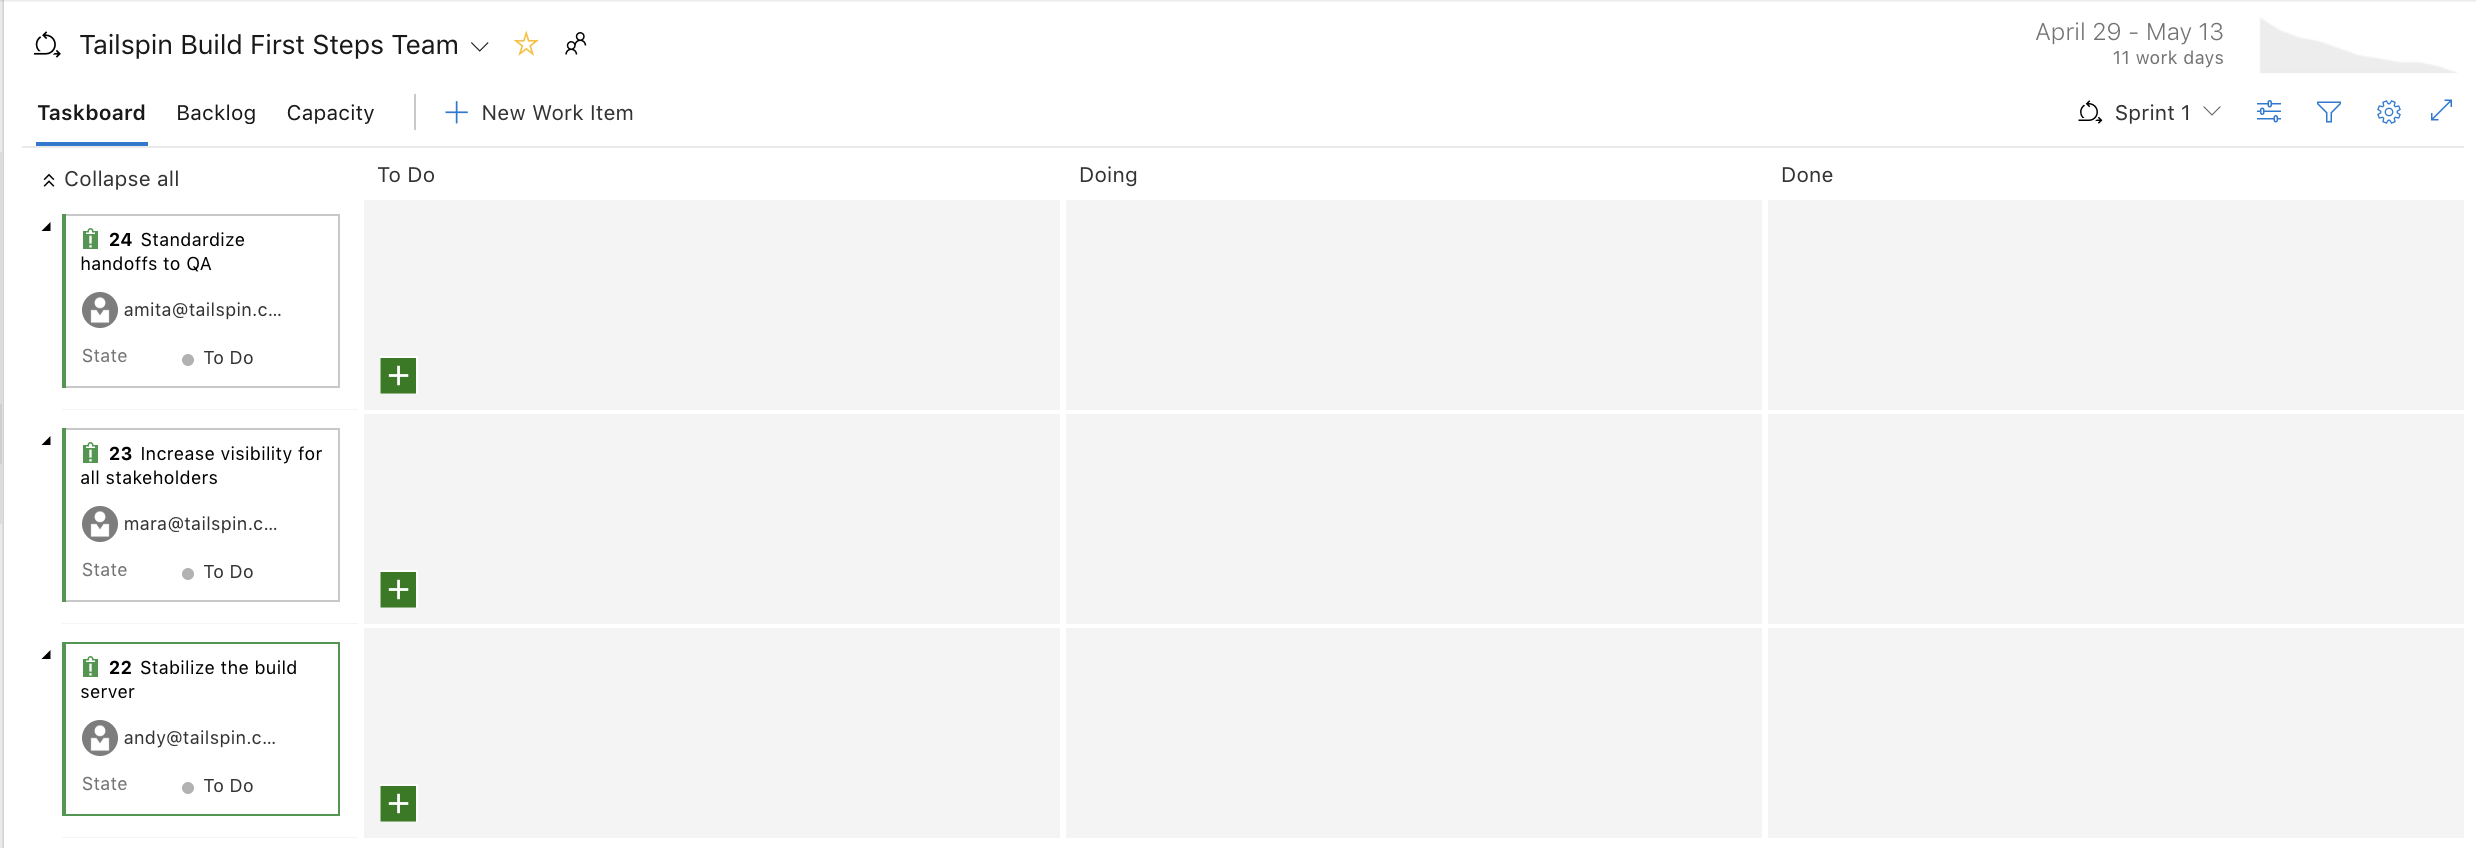 Tailspin Build First Steps Team
April 29 - May 13
11 work days
Taskboard Backlog Capacity New Work Item
Sprint 1
Collapse all
To Do
Doing
Done
24 Standardize
handoffs to QA
amita@tailspin.c...
State To Do
23 Increase visibility for
all stakeholders
mara@tailspin.c...
State To Do
22 Stabilize the build
server
andy@tailspin.c...
State To Do